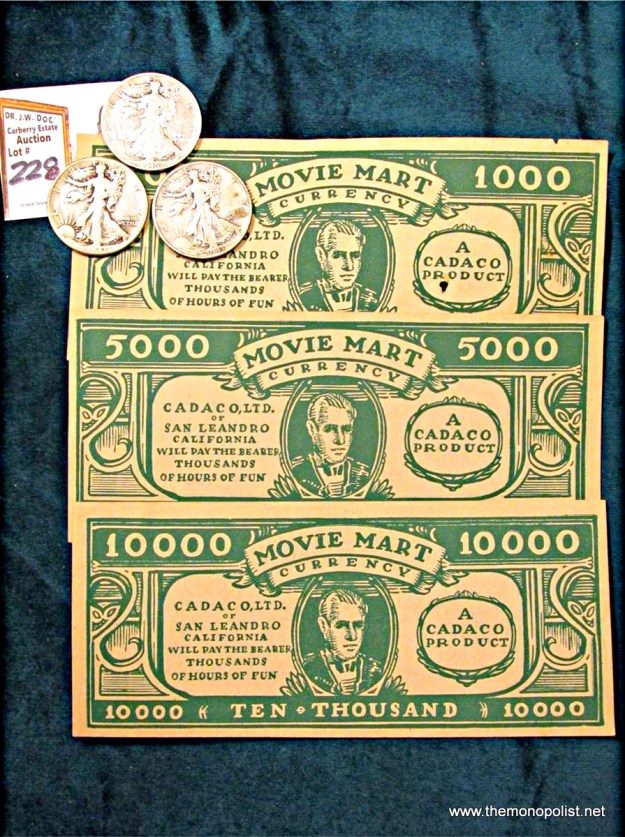 DR. J.W. DOC
Carberry Estate
Auction
Lot #
228
MOVIE MART
CURRENCY
1000
, LTD.
CALIFORNIA
WILL PAY THE BEARER
THOUSANDS
OF HOURS OF FUN
A
CADACO
PRODUCT
5000
MOVIE MART
CURRENCY
5000
CADACO, LTD.
OF
SAN LEANDRO
CALIFORNIA
WILL PAY THE BEARER
THOUSANDS
OF HOURS OF FUN
A
CADACO
PRODUCT
10000
MOVIE MART
CURRENCY
10000
CADACO, LTD.
OF
SAN LEANDRO
CALIFORNIA
WILL PAY THE BEARER
THOUSANDS
OF HOURS OF FUN
A
CADACO
PRODUCT
10000 TEN THOUSAND 10000
www.themonopolist.net